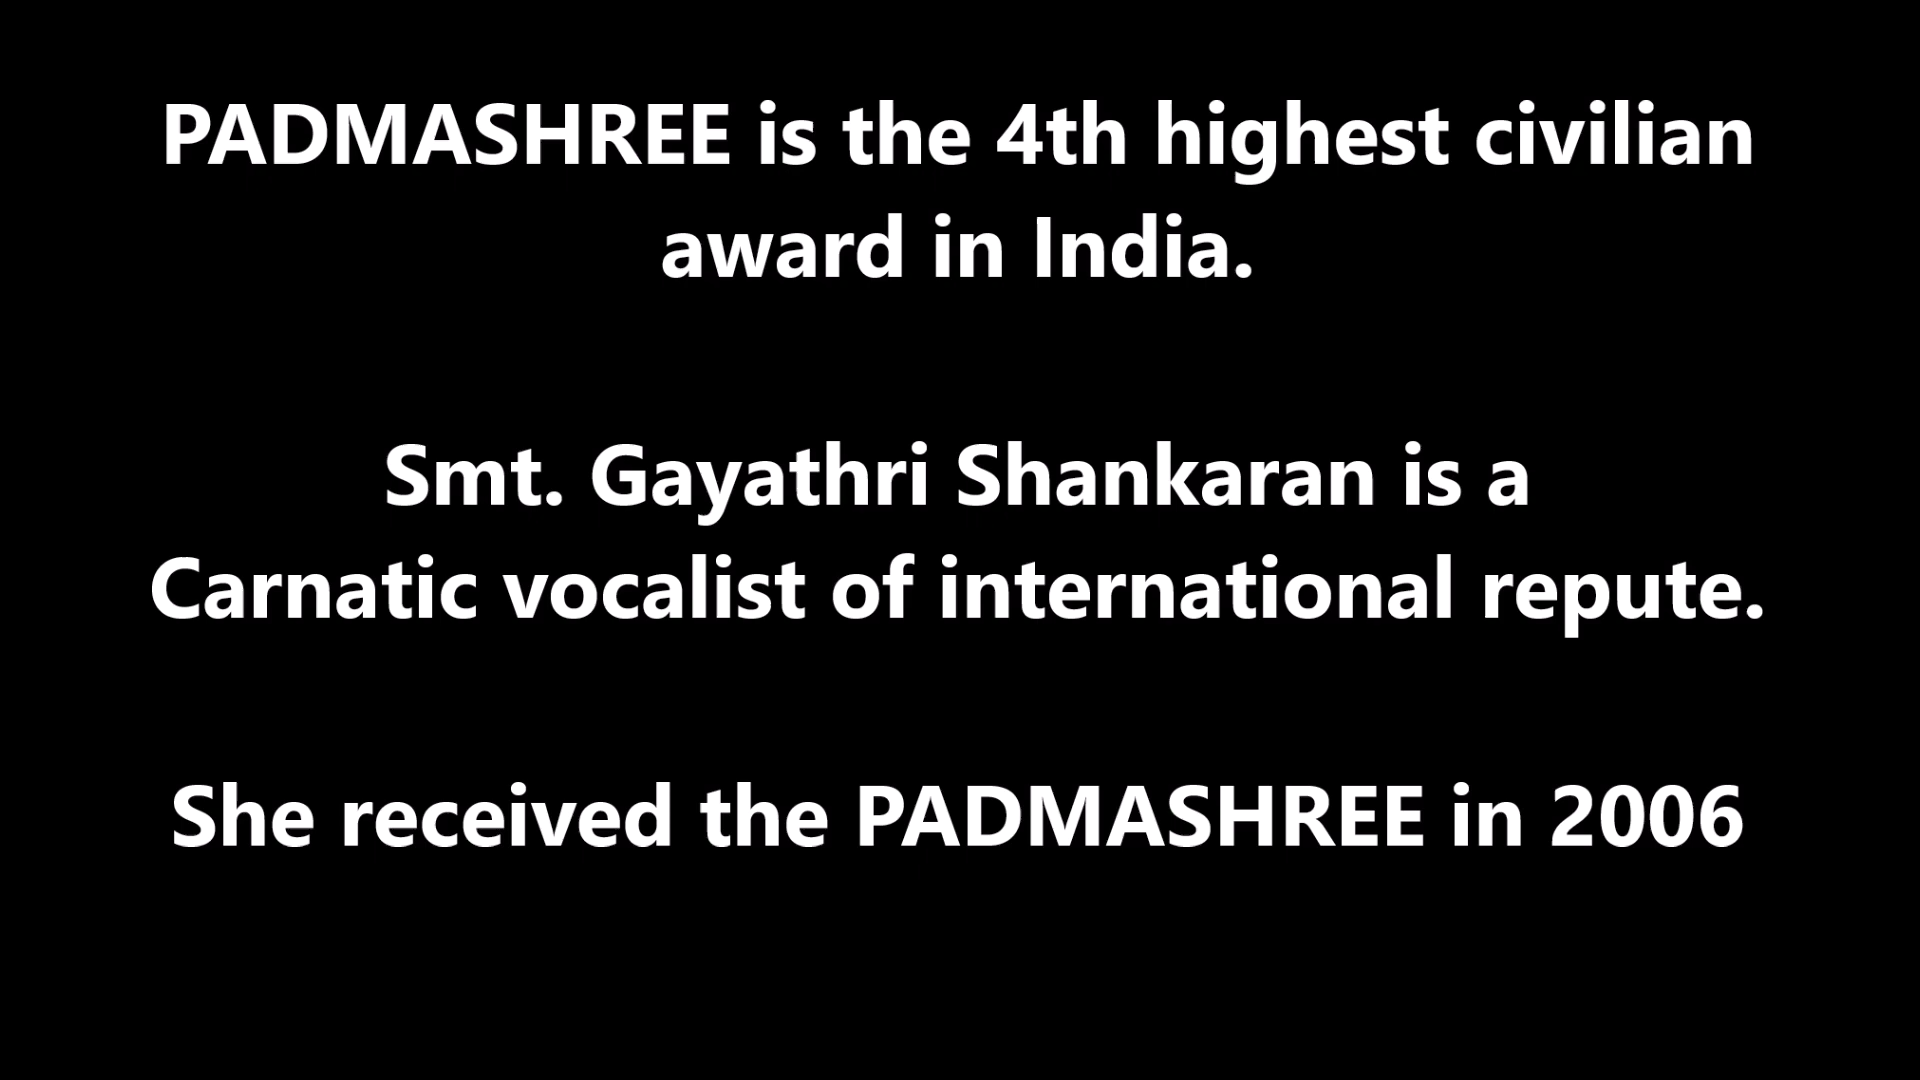 PADMASHREE is the 4th highest civilian
award in India.
Smt. Gayathri Shankaran is a
Carnatic vocalist of international repute.
She received the PADMASHREE in 2006